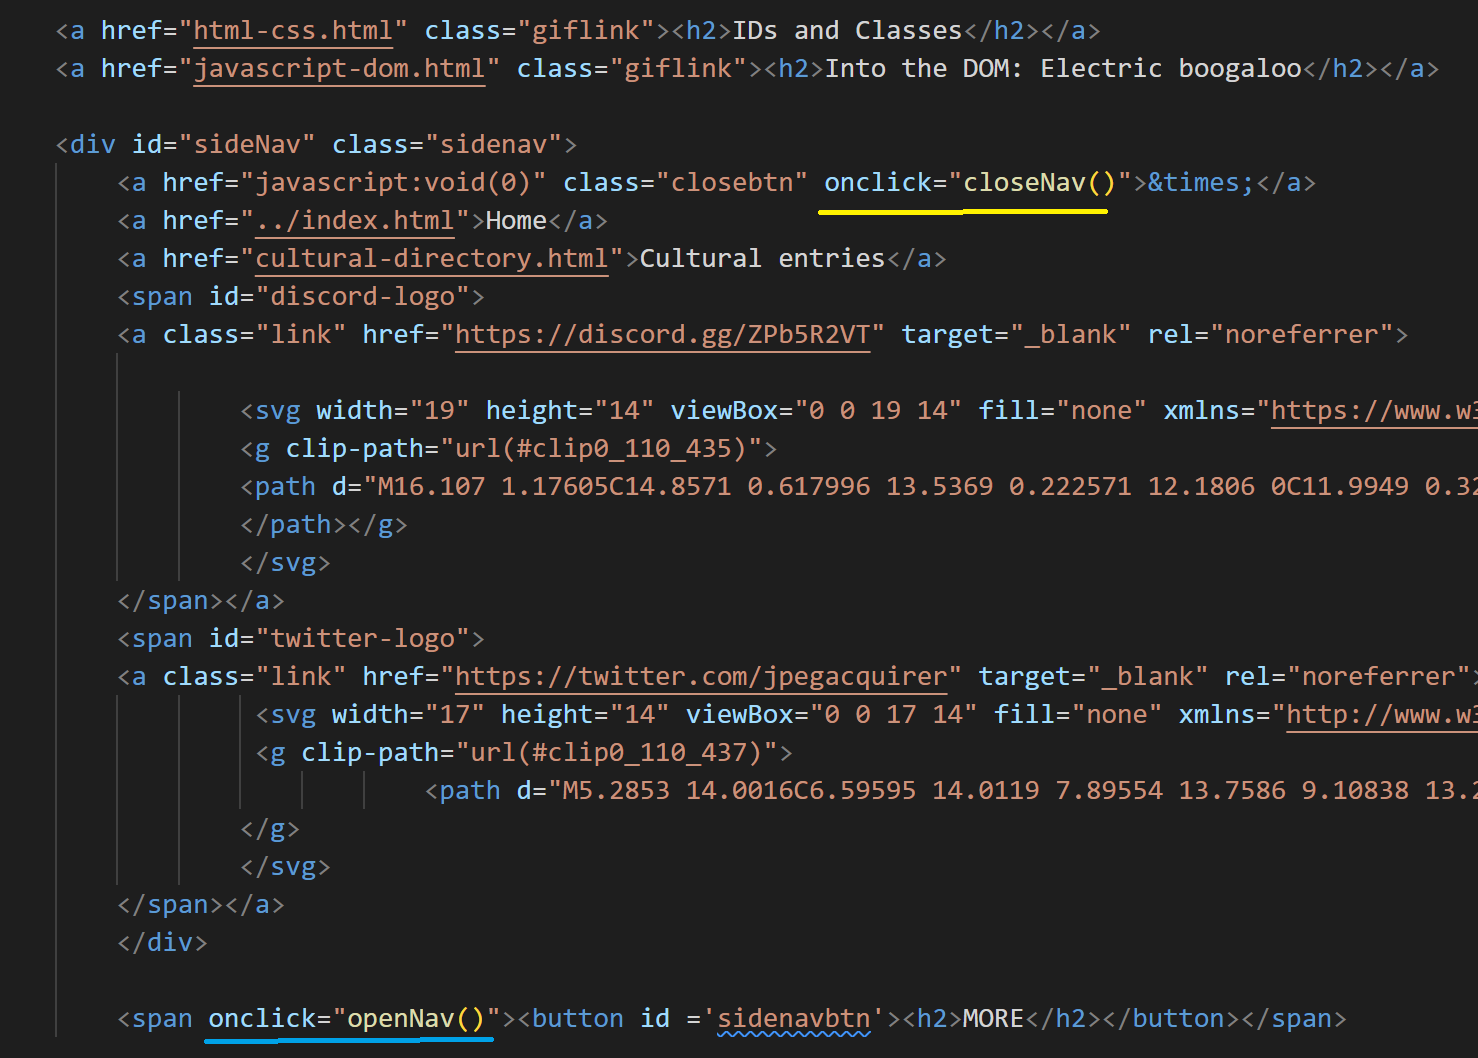 <a href="html-css.html" class="giflink"><h2>IDs and Classes</h2></a>
<a href="javascript-dom.html" class="giflink"><h2>Into the DOM: Electric boogaloo</h2></a>
<div id="sideNav" class="sidenav">
<a href="javascript:void(0)" class="closebtn" onclick="closeNav()">&times;</a>
<a href="../index.html">Home</a>
<a href="cultural-directory.html">Cultural entries</a>
<span id="discord-logo">
<a class="link" href="https://discord.gg/ZPb5R2VT" target="_blank" rel="noreferrer">
<svg width="19" height="14" viewBox="0 0 19 14" fill="none" xmlns="https://www.w3
<g clip-path="url(#clip0_110_435)">
<path d="M16.107 1.17605C14.8571 0.617996 13.5369 0.222571 12.1806 0C11.9949 0.32
</path></g>
</svg>
</span></a>
<span id="twitter-logo">
<a class="link" href="https://twitter.com/jpegacquirer" target="_blank" rel="noreferrer">
<svg width="17" height="14" viewBox="0 0 17 14" fill="none" xmlns="http://www.w3
<g clip-path="url(#clip0_110_437)">
<path d="M5.2853 14.0016C6.59595 14.0119 7.89554 13.7586 9.10838 13.2
</g>
</svg>
</span></a>
</div>
<span onclick="openNav()"><button id ='sidenavbtn'><h2>MORE</h2></button></span>